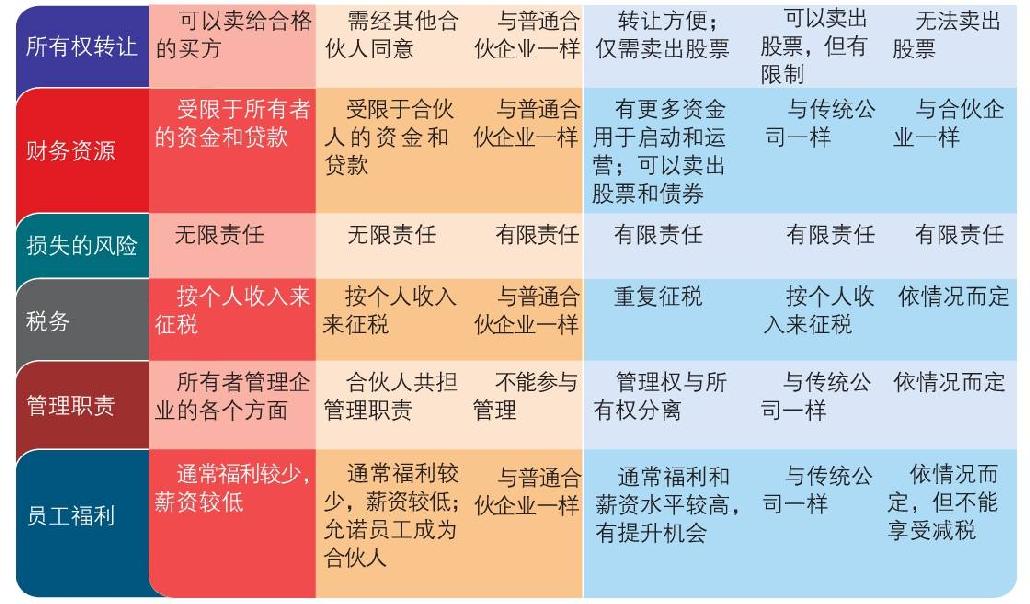 所有权转让
可以卖给合格
的买方
需经其他合
伙人同意
与普通合
伙企业一样
转让方便；
仅需卖出股票
可以卖出
股票，但有
限制
无法卖出
股票
财务资源
受限于所有者
的资金和贷款
受限于合伙
人的资金和
贷款
与普通合
伙企业一样
有更多资金
用于启动和运
营；可以卖出
股票和债券
与传统公
司一样
与合伙企
业一样
损失的风险
无限责任
无限责任
有限责任
有限责任
有限责任
有限责任
税务
按个人收入来
征税
按个人收入
来征税
与普通合
伙企业一样
重复征税
按个人收
入来征税
依情况而定
管理职责
所有者管理企
业的各个方面
合伙人共担
管理职责
不能参与
管理
管理权与所
有权分离
与传统公
司一样
依情况而定
员工福利
通常福利较少，
薪资较低
通常福利较
少，薪资较低；
允诺员工成为
合伙人
与普通合
伙企业一样
通常福利和
薪资水平较高，
有提升机会
与传统公
司一样
依情况而
定，但不能
享受减税